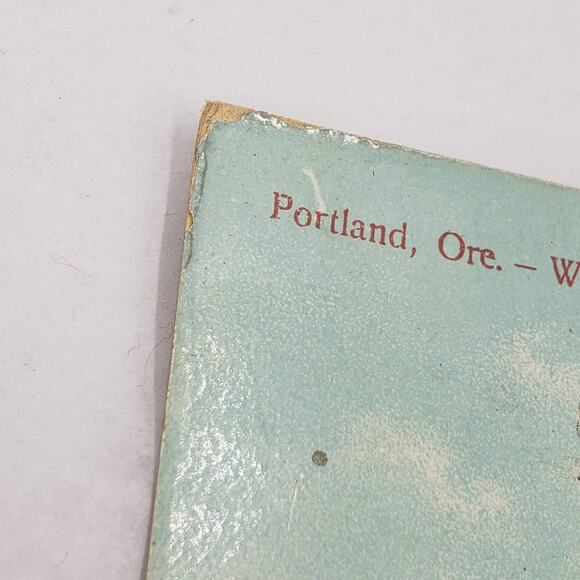 Portland, Ore. – W